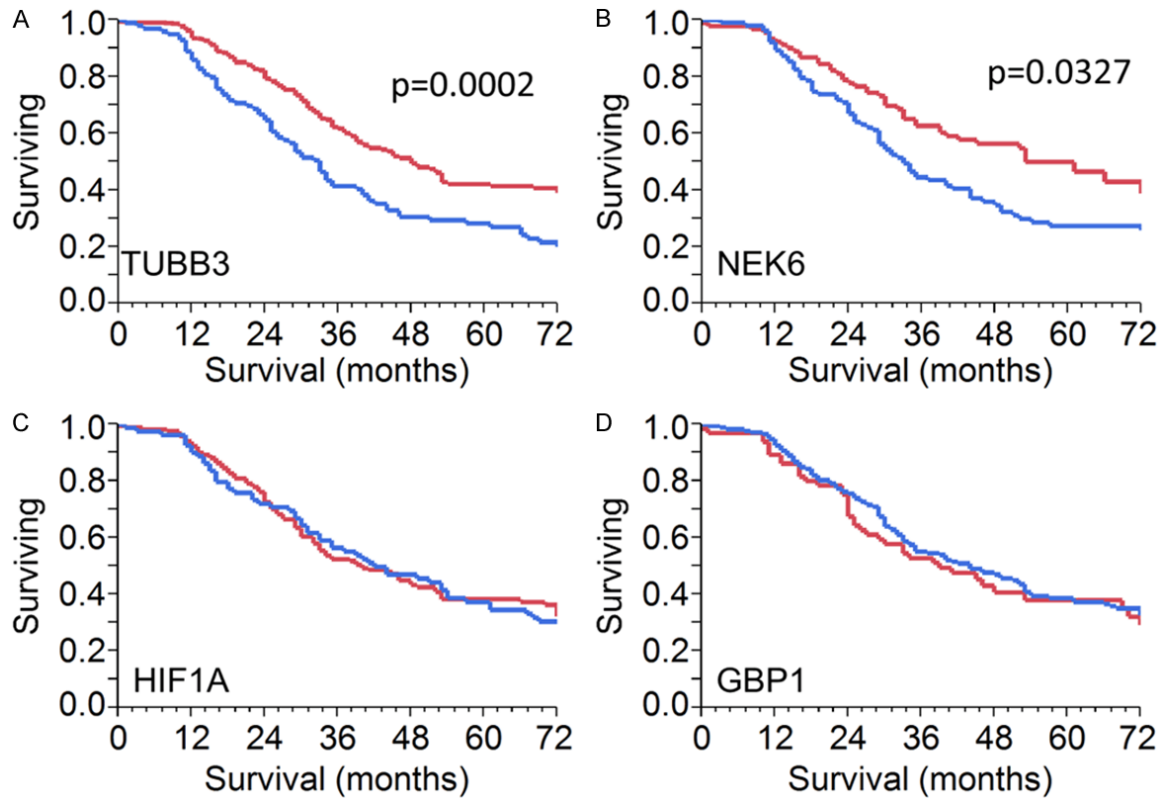 A
1.0
0.8
0.6
0.4
0.2
0.0
Surviving
p=0.0002
TUBB3
0 12 24 36 48 60 72
Survival (months)
B
1.0
0.8
0.6
0.4
0.2
0.0
Surviving
p=0.0327
NEK6
0 12 24 36 48 60 72
Survival (months)
C
1.0
0.8
0.6
0.4
0.2
0.0
Surviving
HIF1A
0 12 24 36 48 60 72
Survival (months)
D
1.0
0.8
0.6
0.4
0.2
0.0
Surviving
GBP1
0 12 24 36 48 60 72
Survival (months)